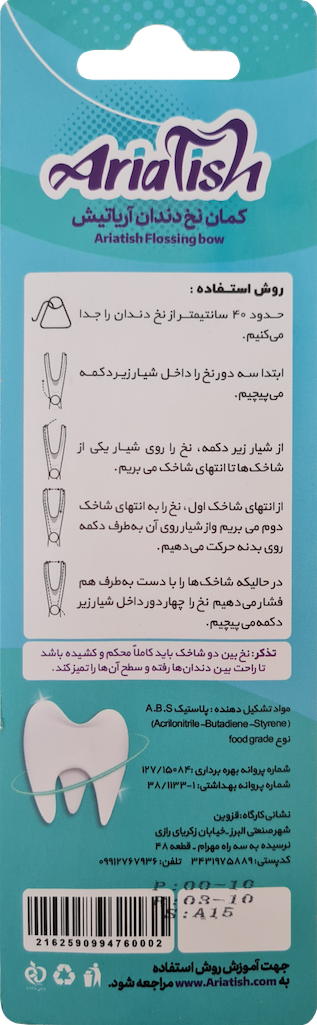 AriaTish
کمان نخ دندان آریاتیش
Ariatish Flossing bow
روش استفاده :
حدود ۴۰ سانتیمتر از نخ دندان را جدا
می‌کنیم.
ابتدا سه دور نخ را داخل شیار زیر دکمه
می‌پیچیم.
از شیار زیر دکمه، نخ را روی شیار یکی از
شاخک‌ها تا انتهای شاخک می بریم.
از انتهای شاخک اول، نخ را به انتهای شاخک
دوم می بریم و از شیار روی آن به‌طرف دکمه
روی بدنه حرکت می‌دهیم.
در حالیکه شاخک‌ها را با دست به‌طرف هم
فشار می‌دهیم نخ را چهار دور داخل شیار زیر
دکمه می پیچیم.
تذکر: نخ بین دو شاخک باید کاملاً محکم و کشیده باشد
تا راحت بین دندان‌ها رفته و سطح آن‌ها را تمیز کند.
مواد تشکیل دهنده : پلاستیک A.B.S
(Acrilonitrile-Butadiene-Styrene)
نوع food grade
شماره پروانه بهره برداری : ۱۲۷/۱۵۰۸۴
شماره پروانه بهداشتی: ۳۸/۱۱۳۳-۱
نشانی کارگاه: قزوین
شهرصنعتی البرز_خیابان زکریای رازی
نرسیده به سه راه مهرام - قطعه ۴۸
کدپستی: ۳۴۳۱۹۷۵۸۸۹ تلفن: ۰۹۹۱۲۷۶۷۹۳۶
P:00-10
E:03-10
S:A15
2162590994760002
جهت آموزش روش استفاده
به www.Ariatish.com مراجعه شود.